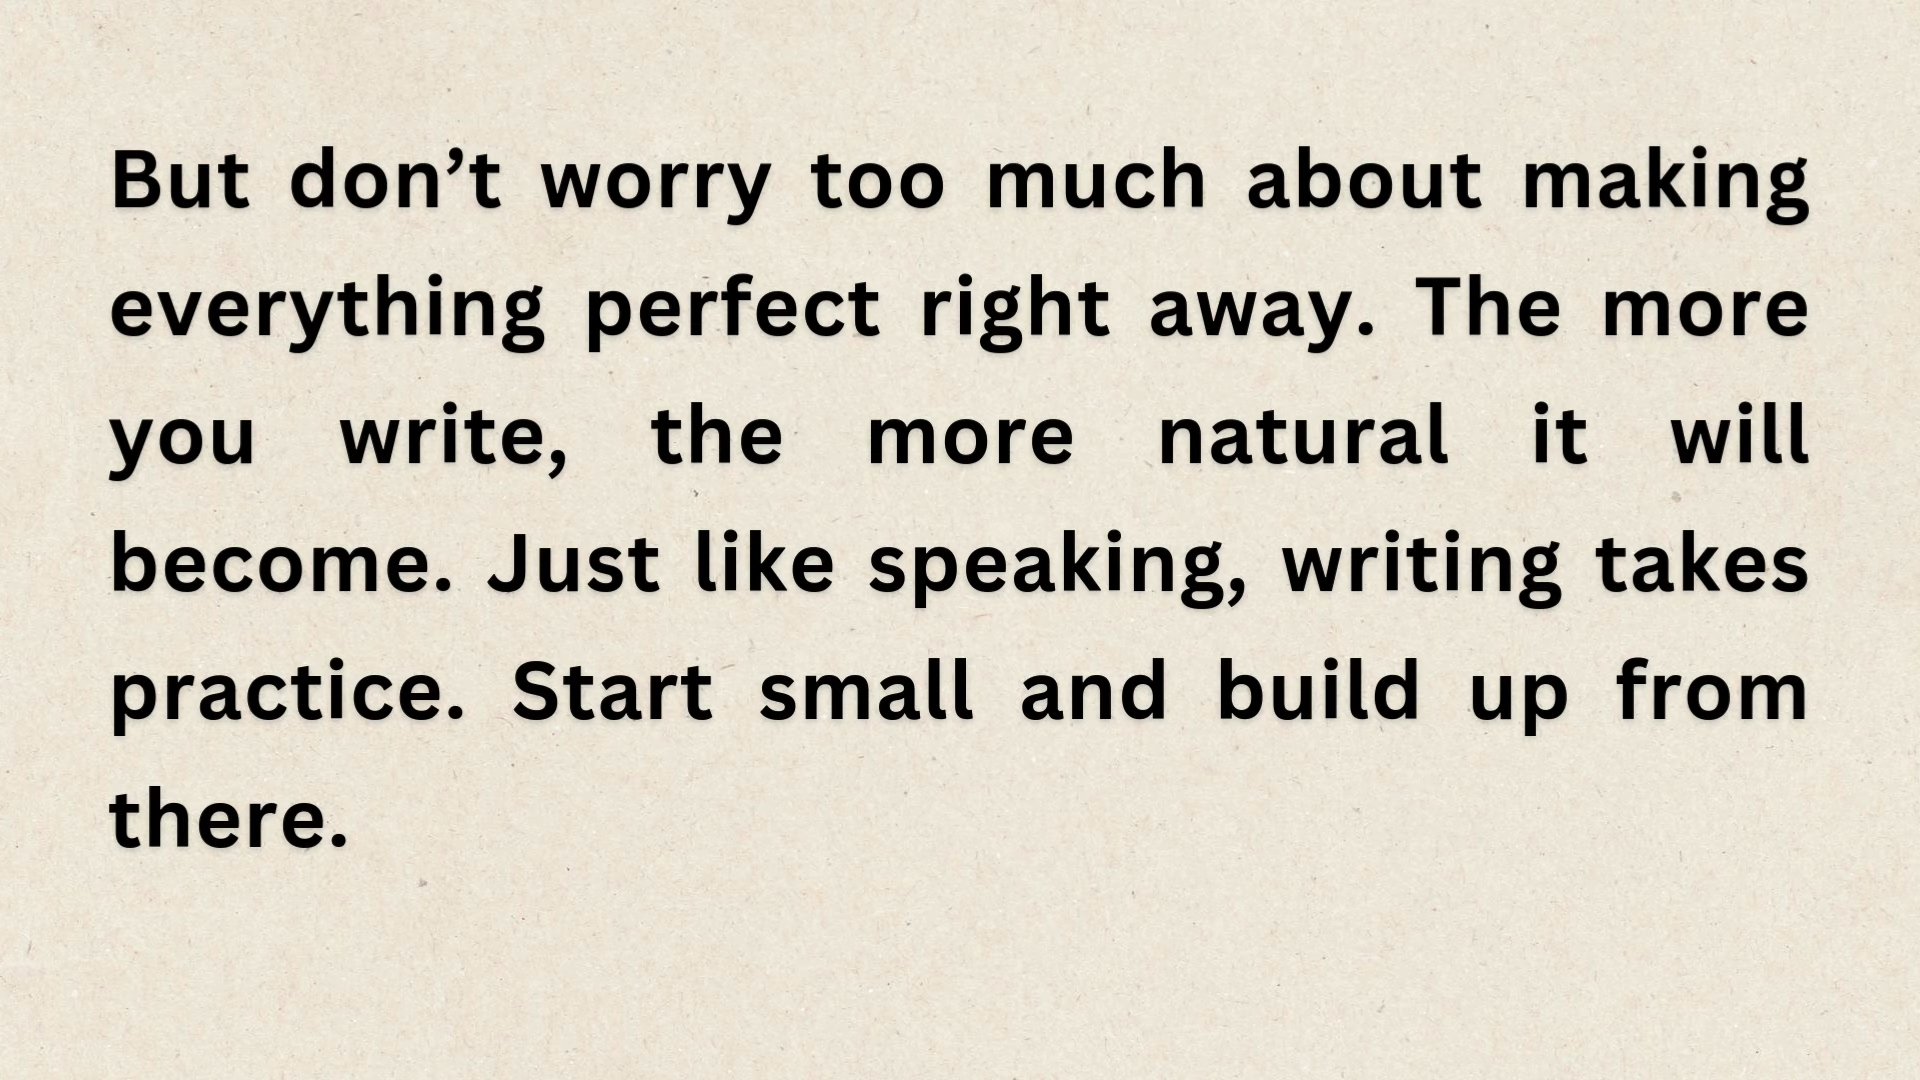 But don’t worry too much about making
everything perfect right away. The more
you write, the more natural it will
become. Just like speaking, writing takes
practice. Start small and build up from
there.